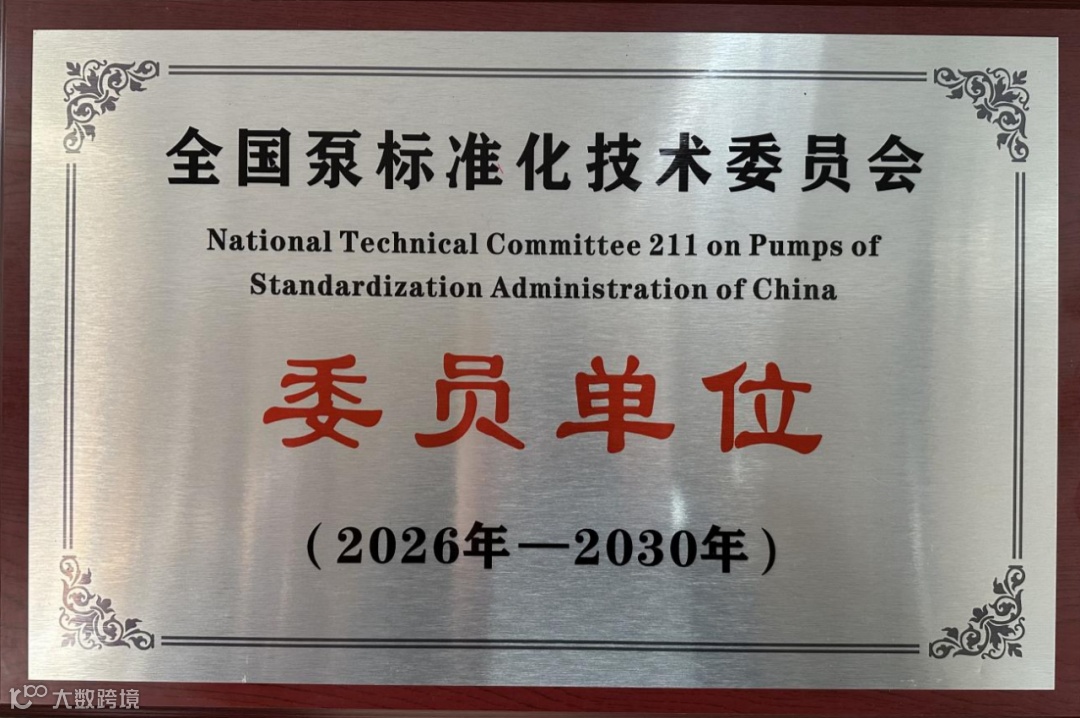 全国泵标准化技术委员会
National Technical Committee 211 on Pumps of
Standardization Administration of China
委员单位
(2026年—2030年)
大数跨境